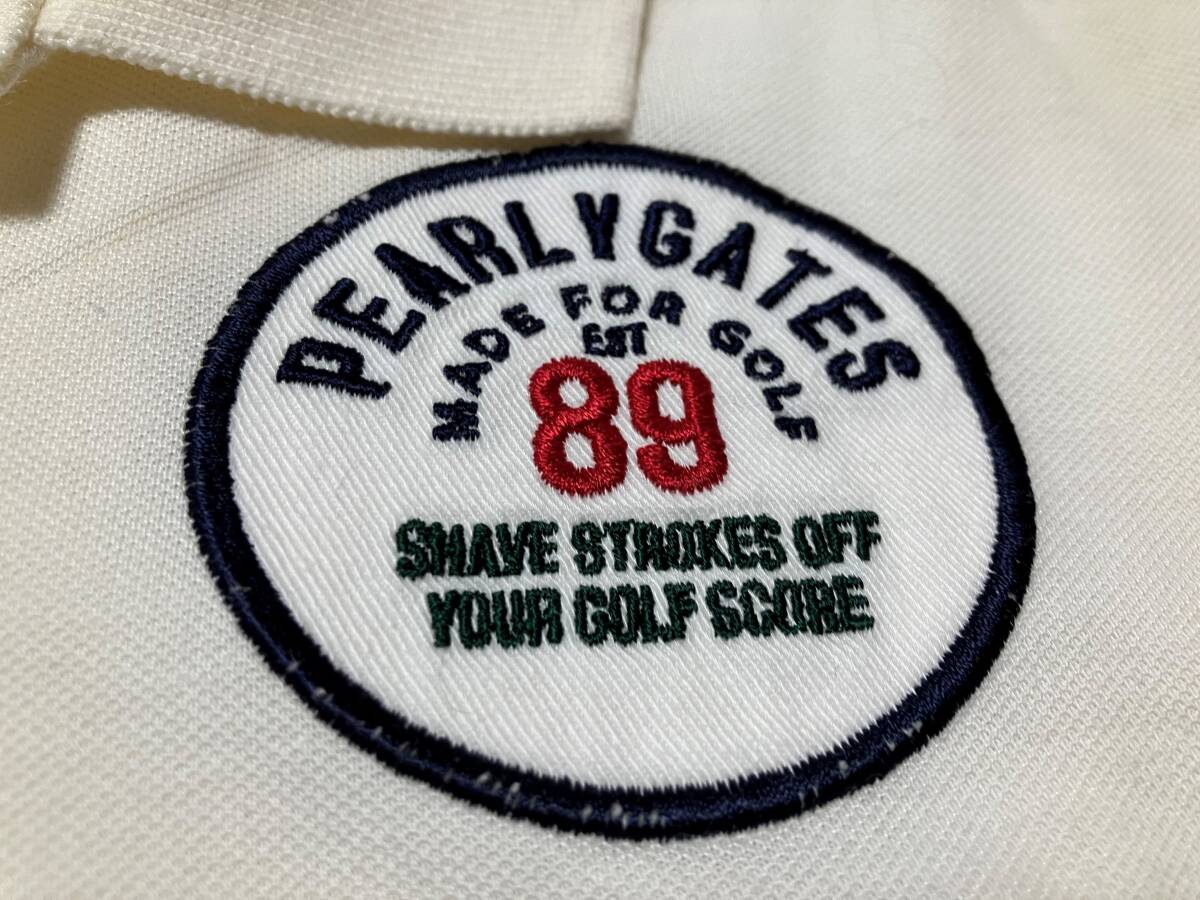 PEARLYGATES
MADE FOR GOLF
EST
89
SHAVE STROKES OFF
YOUR GOLF SCORE